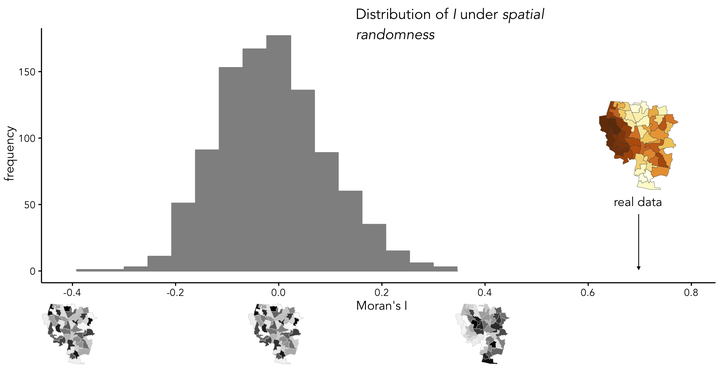 Distribution of I under spatial
randomness
frequency
150
100
50
0
real data
-0.4 -0.2 0.0 0.2 0.4 0.6 0.8
Moran's I